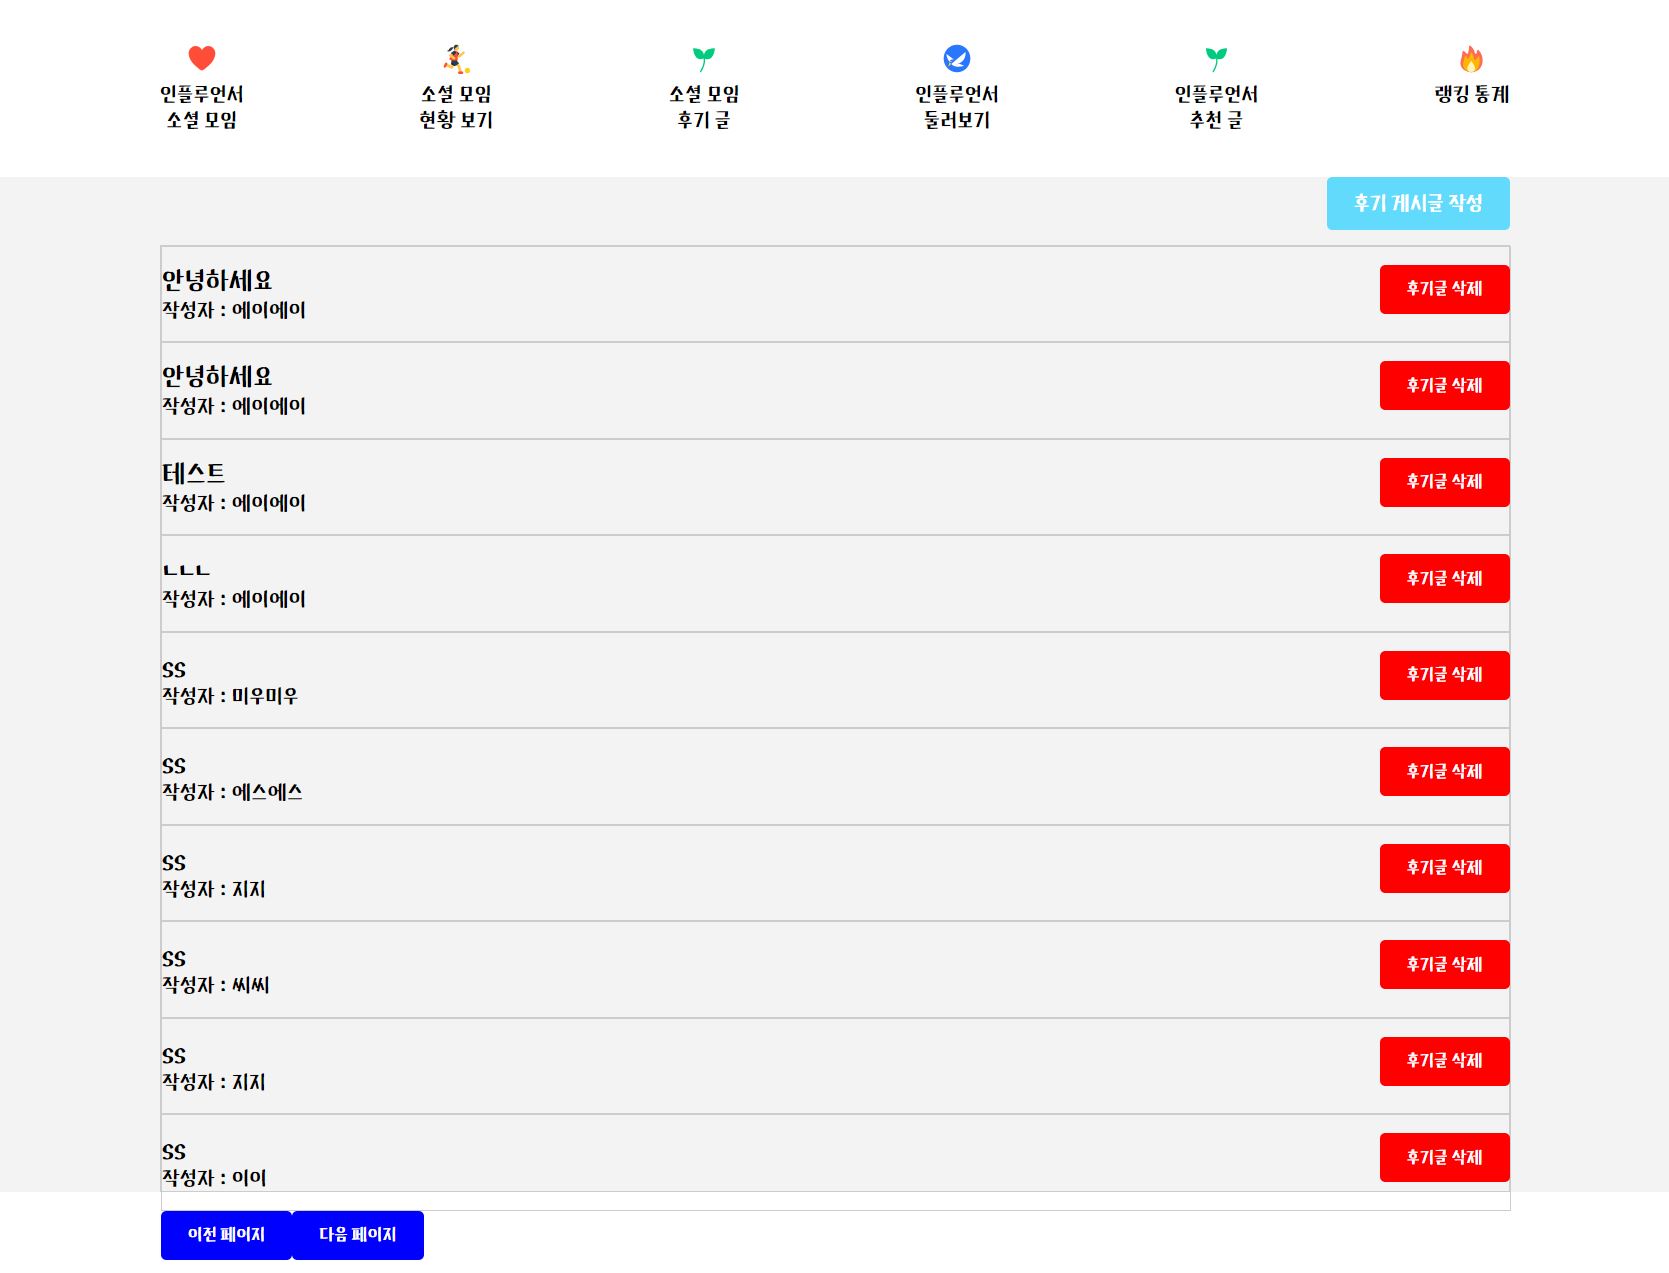 인플루언서
소셜 모임
소셜 모임
현황 보기
소셜 모임
후기 글
인플루언서
둘러보기
인플루언서
추천 글
랭킹 통계
후기 게시글 작성
안녕하세요
작성자 : 에이에이
후기글 삭제
안녕하세요
작성자 : 에이에이
후기글 삭제
테스트
작성자 : 에이에이
후기글 삭제
ㄴㄴㄴ
작성자 : 에이에이
후기글 삭제
ss
작성자 : 미우미우
후기글 삭제
ss
작성자 : 에스에스
후기글 삭제
ss
작성자 : 지지
후기글 삭제
ss
작성자 : 씨씨
후기글 삭제
ss
작성자 : 지지
후기글 삭제
ss
작성자 : 이이
후기글 삭제
이전 페이지
다음 페이지